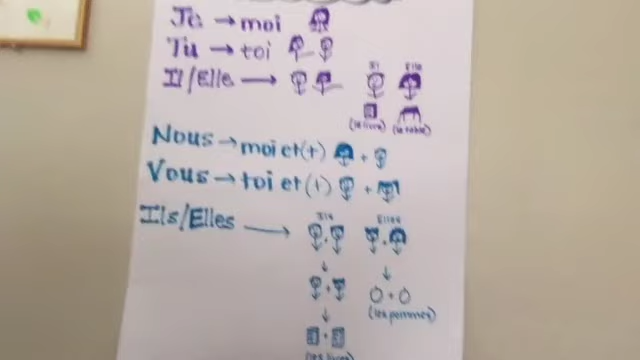 Je → moi
Tu → toi
Il/Elle →
Il Elle
(le livre) (la table)
Nous → moi et (+) +
Vous → toi et (+) +
Ils/Elles →
Ils Elles
(les pommes)
(les livres)